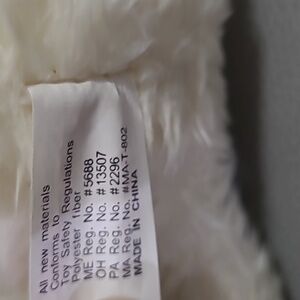 All new materials
Conforms to
Toy Safety Regulations
Polyester fiber
ME Reg. No. #5688
OH Reg. No. #13507
PA Reg. No. #2296
MA Reg. No. #MA-T-802
MADE IN CHINA